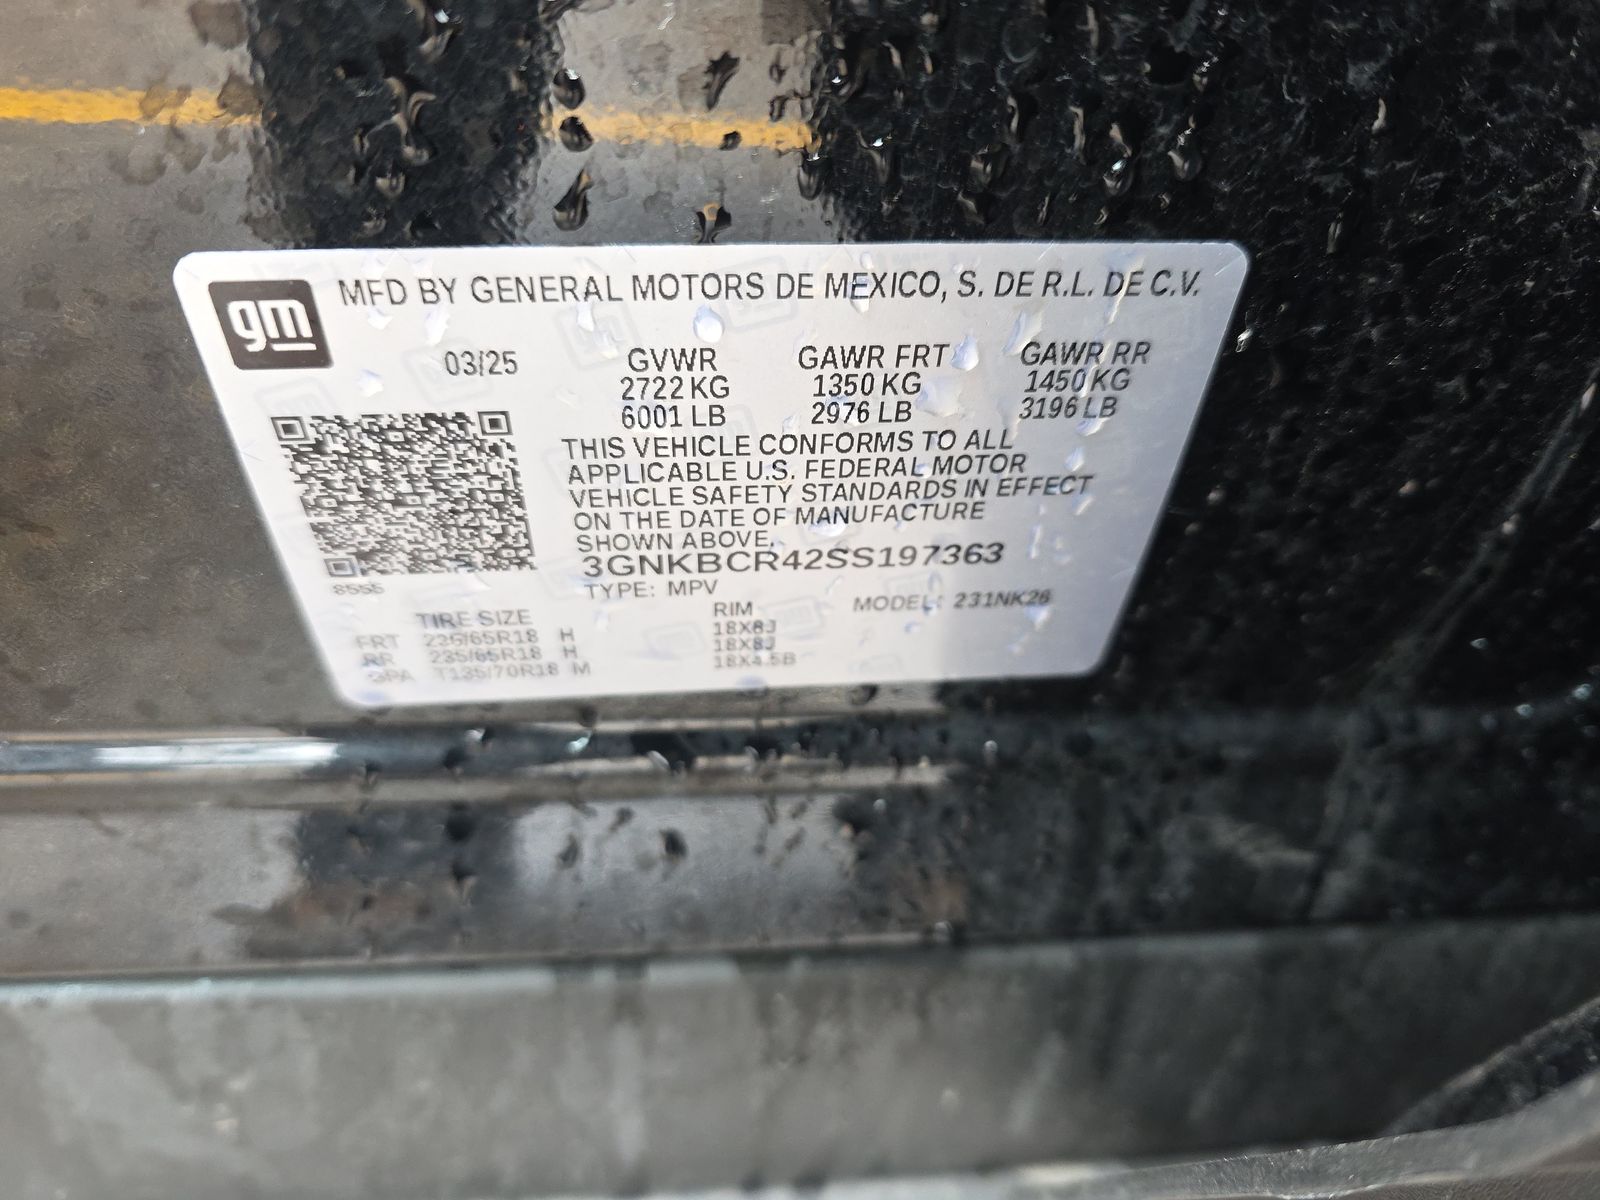 gm MFD BY GENERAL MOTORS DE MEXICO, S. DE R.L. DE C.V.
03/25 GVWR GAWR FRT GAWR RR
2722 KG 1350 KG 1450 KG
6001 LB 2976 LB 3196 LB
THIS VEHICLE CONFORMS TO ALL
APPLICABLE U.S. FEDERAL MOTOR
VEHICLE SAFETY STANDARDS IN EFFECT
ON THE DATE OF MANUFACTURE
SHOWN ABOVE.
3GNKBCR42SS197363
8555 TYPE: MPV MODEL: 231NK26
TIRE SIZE RIM
FRT 235/65R18 H 18X8J
RR 235/65R18 H 18X8J
SPA T135/70R18 M 18X4.5B